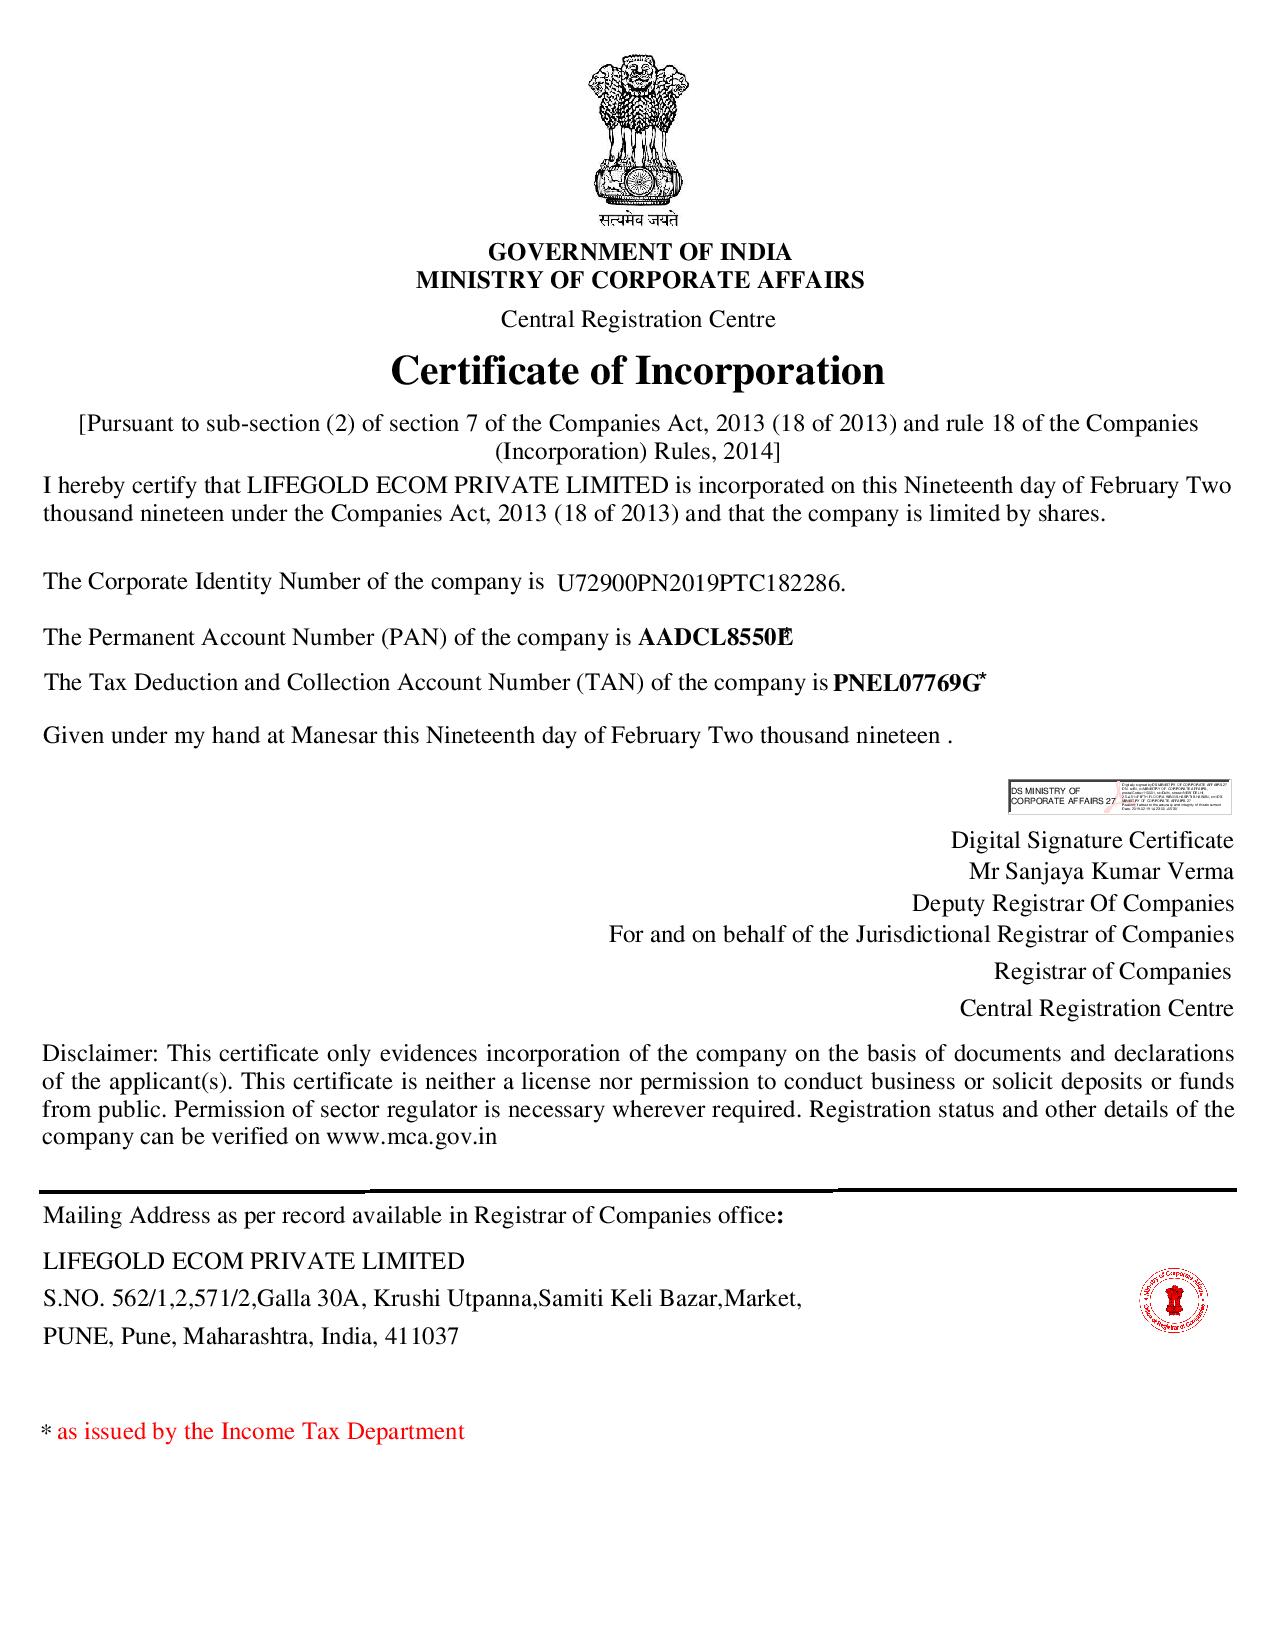 सत्यमेव जयते
GOVERNMENT OF INDIA
MINISTRY OF CORPORATE AFFAIRS
Central Registration Centre
Certificate of Incorporation
[Pursuant to sub-section (2) of section 7 of the Companies Act, 2013 (18 of 2013) and rule 18 of the Companies
(Incorporation) Rules, 2014]
I hereby certify that LIFEGOLD ECOM PRIVATE LIMITED is incorporated on this Nineteenth day of February Two
thousand nineteen under the Companies Act, 2013 (18 of 2013) and that the company is limited by shares.
The Corporate Identity Number of the company is U72900PN2019PTC182286.
The Permanent Account Number (PAN) of the company is AADCL8550E*
The Tax Deduction and Collection Account Number (TAN) of the company is PNEL07769G*
Given under my hand at Manesar this Nineteenth day of February Two thousand nineteen .
DS MINISTRY OF
CORPORATE AFFAIRS 27
Digital Signature Certificate
Mr Sanjaya Kumar Verma
Deputy Registrar Of Companies
For and on behalf of the Jurisdictional Registrar of Companies
Registrar of Companies
Central Registration Centre
Disclaimer: This certificate only evidences incorporation of the company on the basis of documents and declarations
of the applicant(s). This certificate is neither a license nor permission to conduct business or solicit deposits or funds
from public. Permission of sector regulator is necessary wherever required. Registration status and other details of the
company can be verified on www.mca.gov.in
Mailing Address as per record available in Registrar of Companies office:
LIFEGOLD ECOM PRIVATE LIMITED
S.NO. 562/1,2,571/2,Galla 30A, Krushi Utpanna,Samiti Keli Bazar,Market,
PUNE, Pune, Maharashtra, India, 411037
* as issued by the Income Tax Department